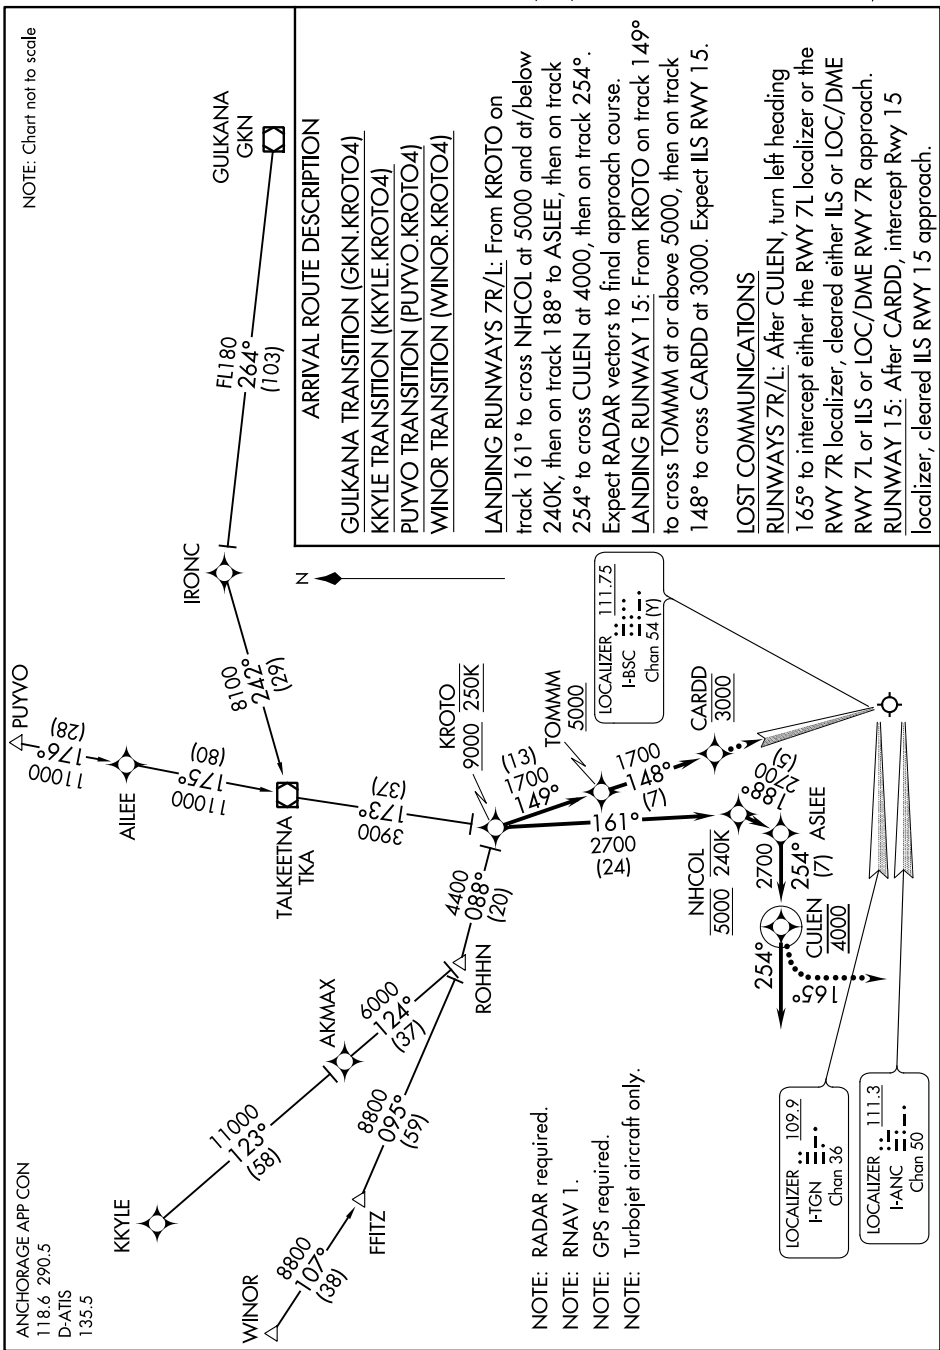 ANCHORAGE APP CON
118.6 290.5
D-ATIS
135.5
NOTE: Chart not to scale
PUYVO
11000
176°
(28)
AILEE
11000
175°
(80)
TALKEETNA
TKA
IRONC
8100
242°
(29)
GULKANA
GKN
FL180
264°
(103)
KKYLE
11000
123°
(58)
AKMAX
6000
124°
(37)
WINOR
8800
107°
(38)
FFITZ
8800
095°
(59)
ROHHN
4400
088°
(20)
3900
173°
(37)
KROTO
9000 250K
N
(13)
1700
149°
TOMMM
5000
1700
148°
(7)
CARDD
3000
161°
2700
(24)
NHCOL
5000 240K
188°
2700
(5)
ASLEE
2700
254°
(7)
CULEN
4000
254°
165°
LOCALIZER 111.75
I-BSC
Chan 54 (Y)
LOCALIZER 109.9
I-TGN
Chan 36
LOCALIZER 111.3
I-ANC
Chan 50
NOTE: RADAR required.
NOTE: RNAV 1.
NOTE: GPS required.
NOTE: Turbojet aircraft only.
ARRIVAL ROUTE DESCRIPTION
GULKANA TRANSITION (GKN.KROTO4)
KKYLE TRANSITION (KKYLE.KROTO4)
PUYVO TRANSITION (PUYVO.KROTO4)
WINOR TRANSITION (WINOR.KROTO4)
LANDING RUNWAYS 7R/L: From KROTO on
track 161° to cross NHCOL at 5000 and at/below
240K, then on track 188° to ASLEE, then on track
254° to cross CULEN at 4000, then on track 254°.
Expect RADAR vectors to final approach course.
LANDING RUNWAY 15: From KROTO on track 149°
to cross TOMMM at or above 5000, then on track
148° to cross CARDD at 3000. Expect ILS RWY 15.
LOST COMMUNICATIONS
RUNWAYS 7R/L: After CULEN, turn left heading
165° to intercept either the RWY 7L localizer or the
RWY 7R localizer, cleared either ILS or LOC/DME
RWY 7L or ILS or LOC/DME RWY 7R approach.
RUNWAY 15: After CARDD, intercept Rwy 15
localizer, cleared ILS RWY 15 approach.